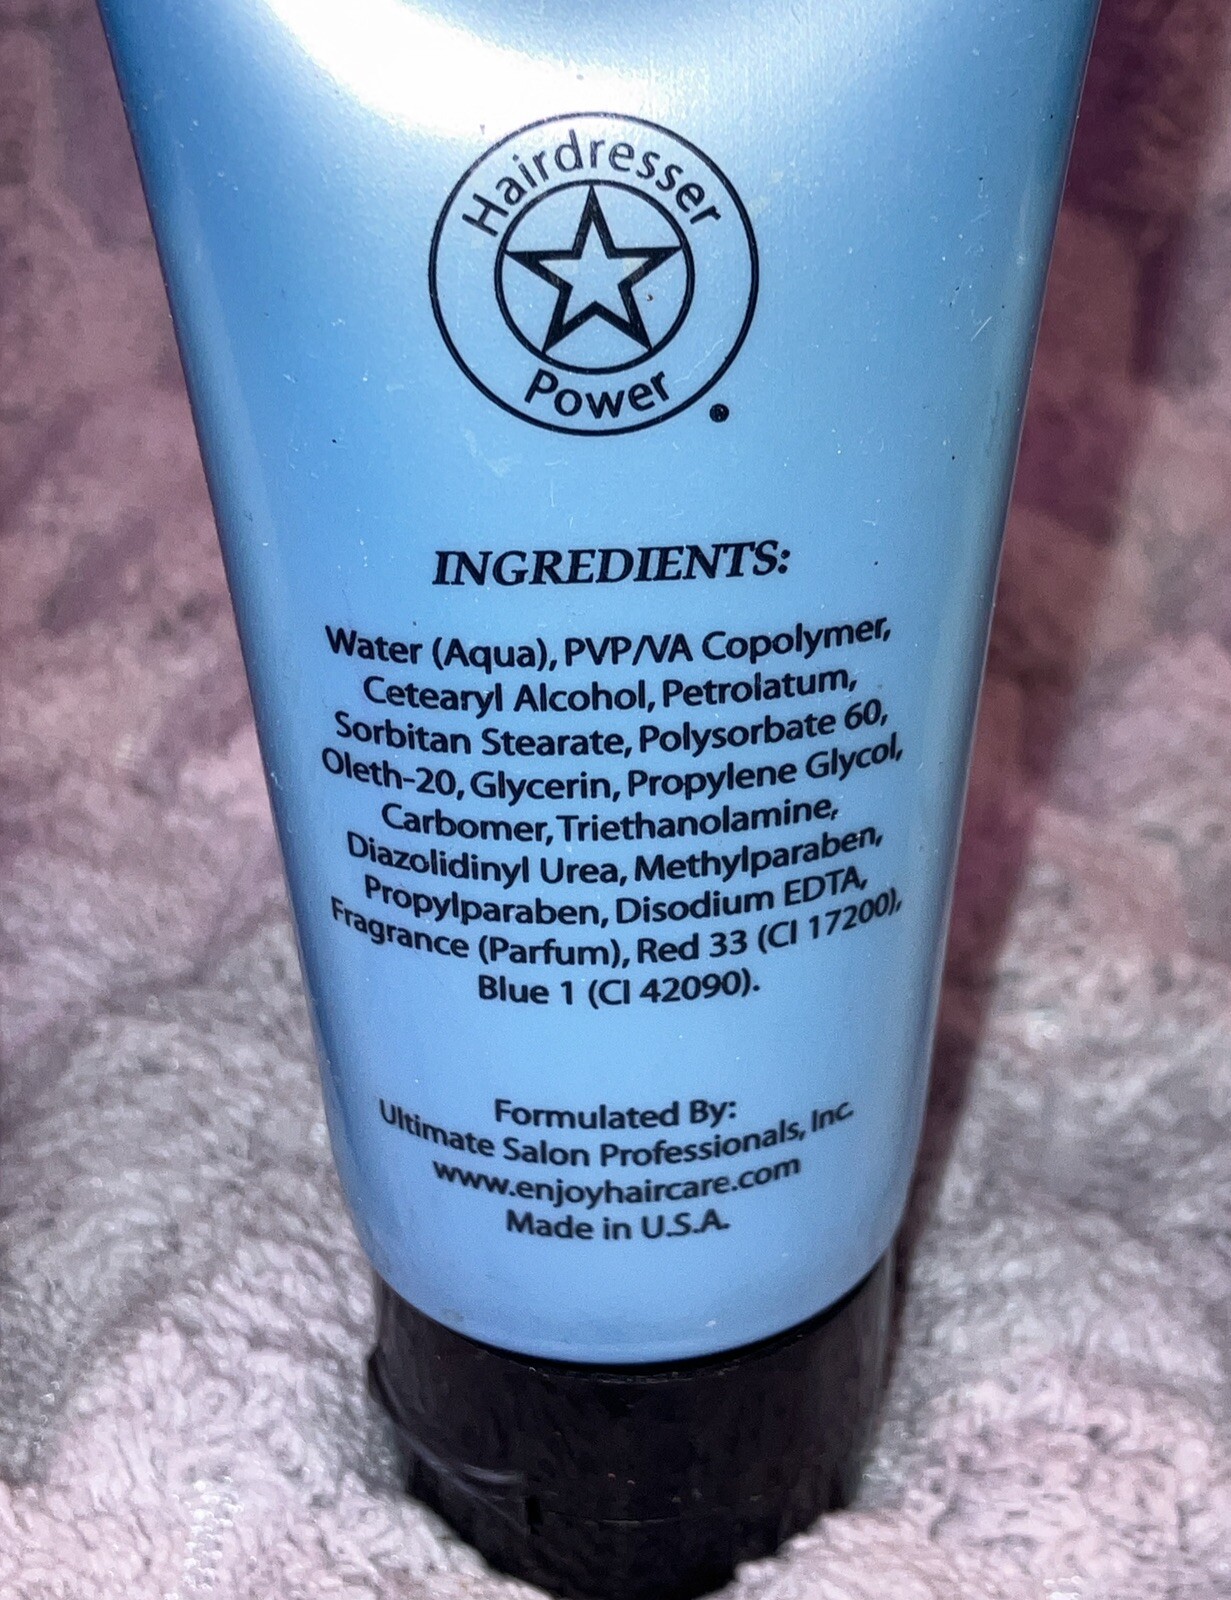 Hairdresser
Power
®
INGREDIENTS:
Water (Aqua), PVP/VA Copolymer,
Cetearyl Alcohol, Petrolatum,
Sorbitan Stearate, Polysorbate 60,
Oleth-20, Glycerin, Propylene Glycol,
Carbomer, Triethanolamine,
Diazolidinyl Urea, Methylparaben,
Propylparaben, Disodium EDTA,
Fragrance (Parfum), Red 33 (CI 17200),
Blue 1 (CI 42090).
Formulated By:
Ultimate Salon Professionals, Inc.
www.enjoyhaircare.com
Made in U.S.A.